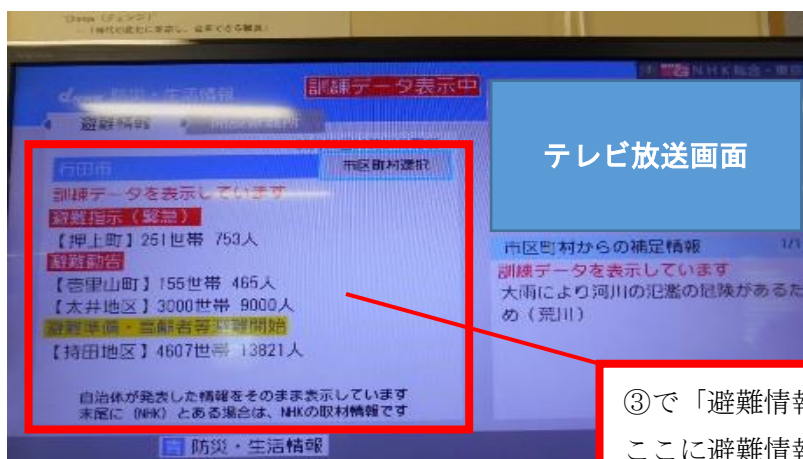 訓練データ表示中
防災・生活情報
避難情報
テレビ放送画面
行田市
市区町村選択
訓練データを表示しています
避難指示(緊急)
【押上町】251世帯 753人
避難勧告
【壱里山町】155世帯 465人
【太井地区】3000世帯 9000人
避難準備・高齢者等避難開始
【持田地区】4607世帯 13821人
自治体が発表した情報をそのまま表示しています
末尾に(NHK)とある場合は、NHKの取材情報です
吉 防災・生活情報
NHK総合・東京
市区町村からの補足情報 1/1
訓練データを表示しています
大雨により河川の氾濫の危険があるた
め(荒川)
③で「避難情報
ここに避難情報